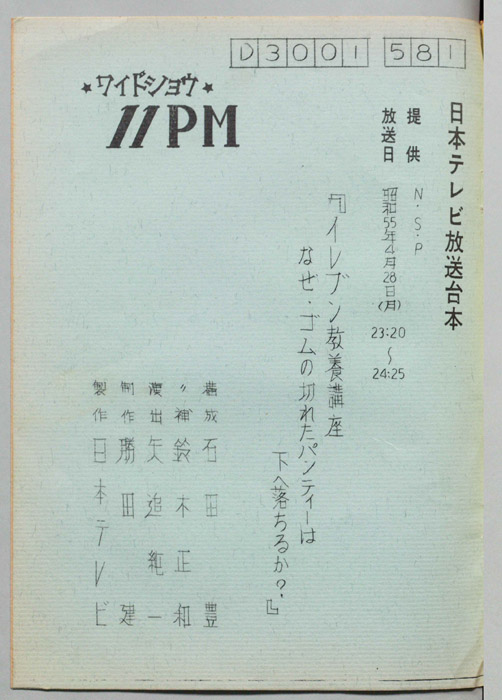 D3001 581
★ワイドショウ★
11PM
日本テレビ放送台本
提供 N・S・P
放送日 昭和55年4月28日(月) 23:20〜24:25
『イレブン教養講座
なぜ・ゴムの切れたパンティーは
下へ落ちるか?』
構成 石田 豊
〃補 鈴木正和
演出 矢追純一
制作 勝田建
製作 日本テレビ